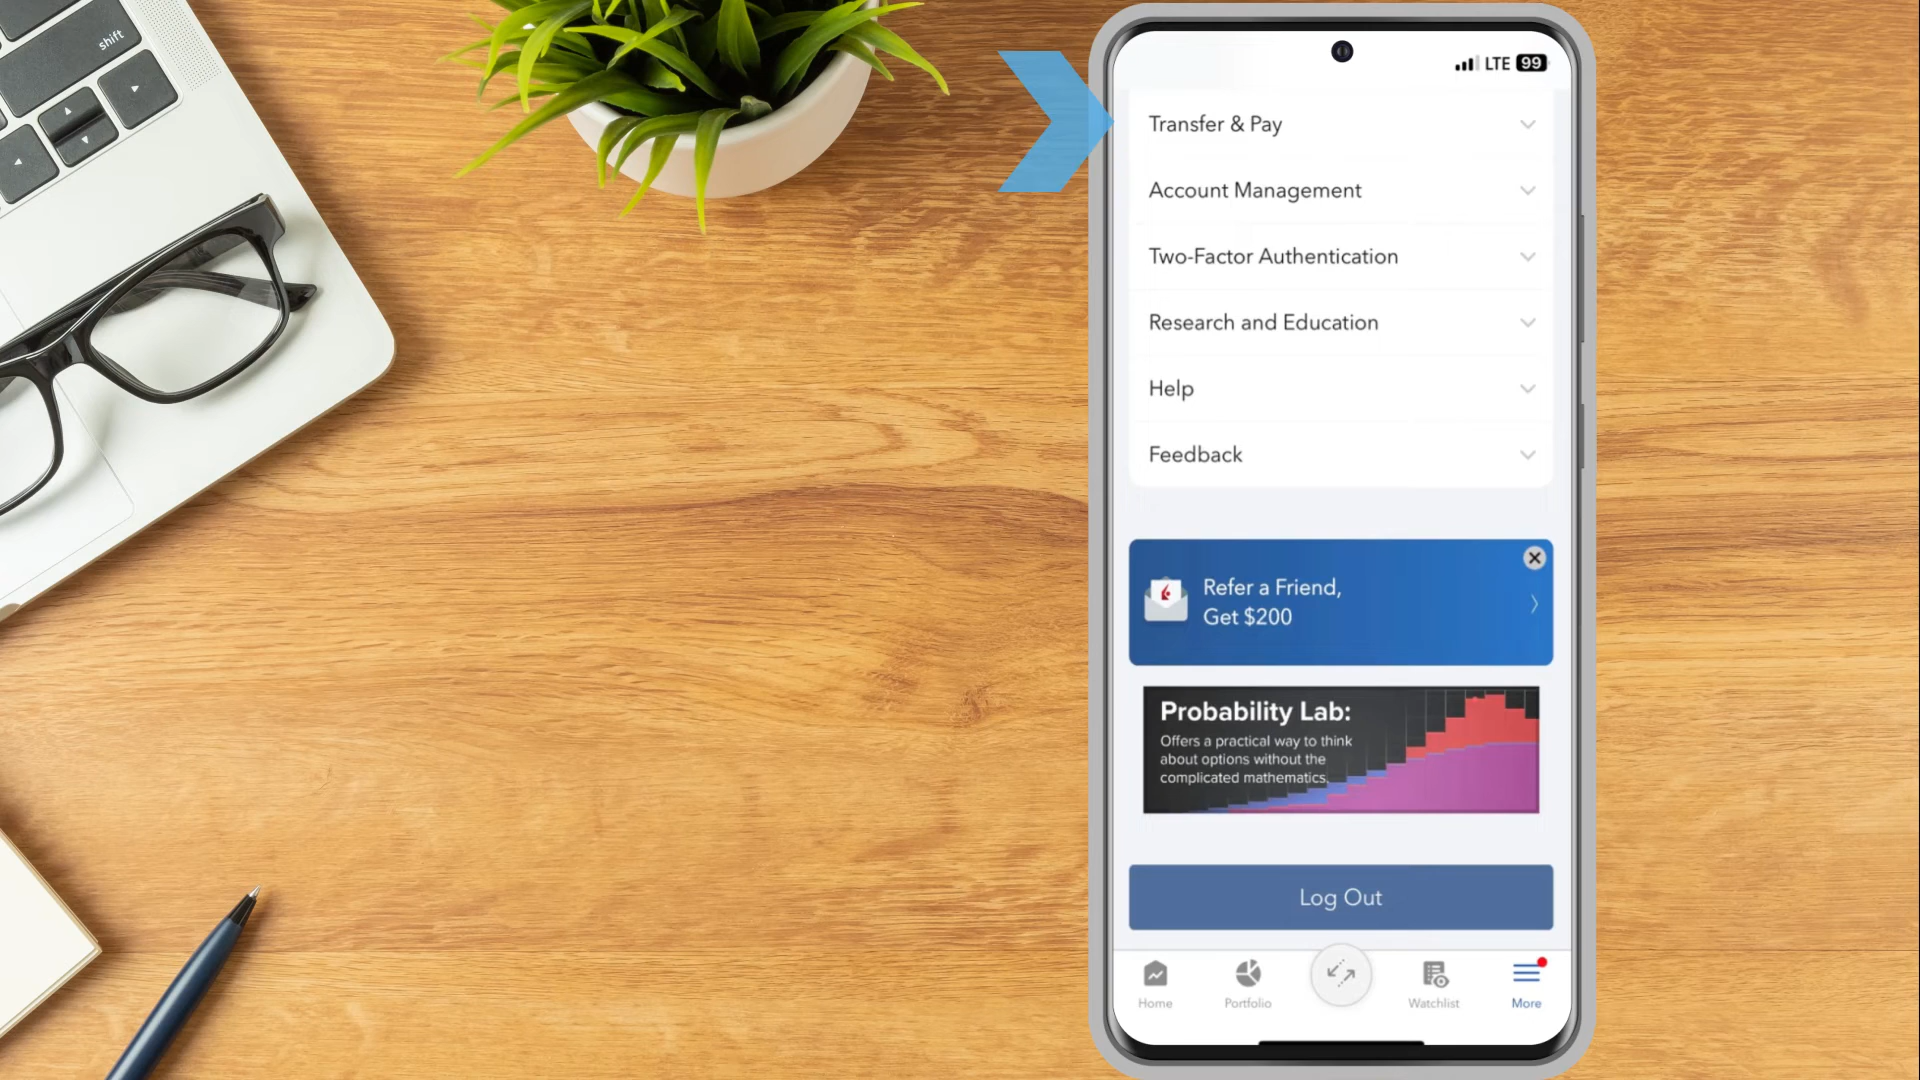 shift
LTE 99
Transfer & Pay
Account Management
Two-Factor Authentication
Research and Education
Help
Feedback
Refer a Friend,
Get $200
Probability Lab:
Offers a practical way to think
about options without the
complicated mathematics.
Log Out
Home
Portfolio
Watchlist
More